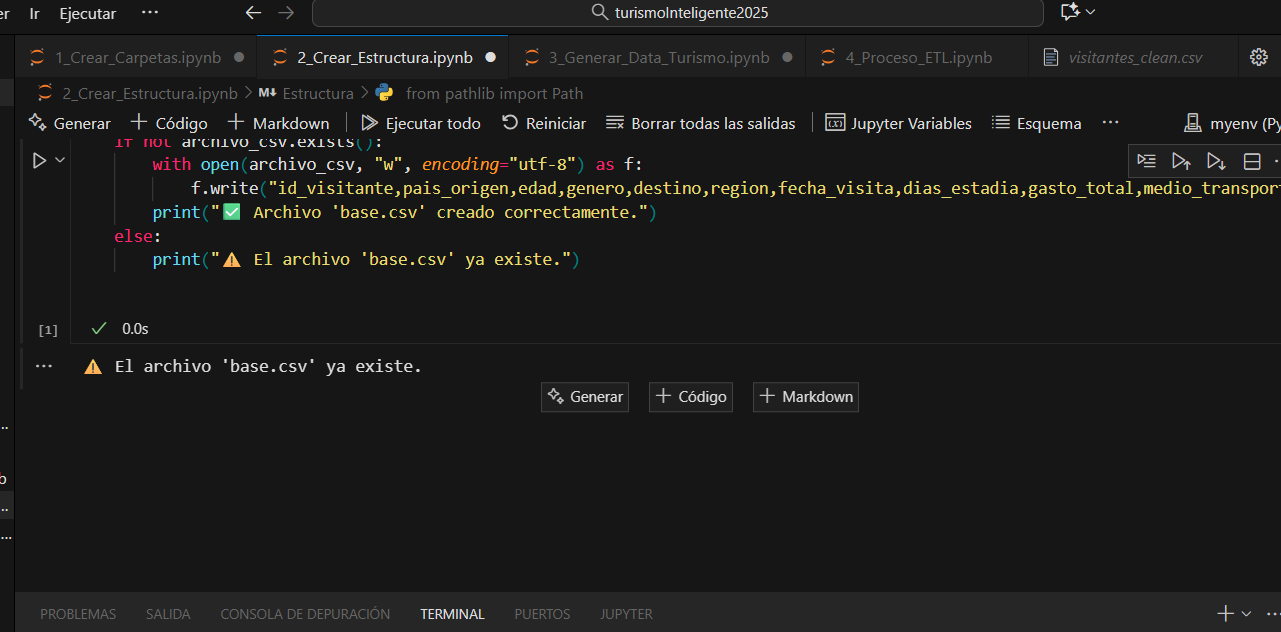 Ir Ejecutar ··· turismoInteligente2025
1_Crear_Carpetas.ipynb 2_Crear_Estructura.ipynb 3_Generar_Data_Turismo.ipynb 4_Proceso_ETL.ipynb visitantes_clean.csv
2_Crear_Estructura.ipynb > M↓ Estructura > from pathlib import Path
Generar + Código + Markdown Ejecutar todo Reiniciar Borrar todas las salidas Jupyter Variables Esquema ··· myenv (Py
if not archivo_csv.exists():
with open(archivo_csv, "w", encoding="utf-8") as f:
f.write("id_visitante,pais_origen,edad,genero,destino,region,fecha_visita,dias_estadia,gasto_total,medio_transpor
print("✅ Archivo 'base.csv' creado correctamente.")
else:
print("⚠️ El archivo 'base.csv' ya existe.")
[1] ✓ 0.0s
··· ⚠️ El archivo 'base.csv' ya existe.
Generar + Código + Markdown
PROBLEMAS SALIDA CONSOLA DE DEPURACIÓN TERMINAL PUERTOS JUPYTER